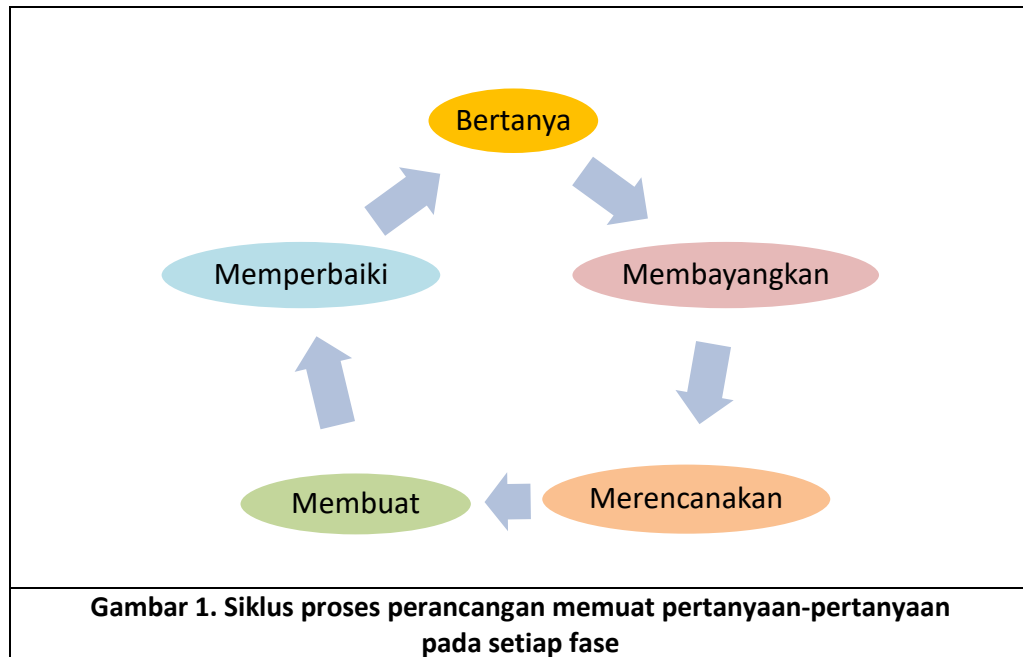 Bertanya
Membayangkan
Merencanakan
Membuat
Memperbaiki
Gambar 1. Siklus proses perancangan memuat pertanyaan-pertanyaan
pada setiap fase